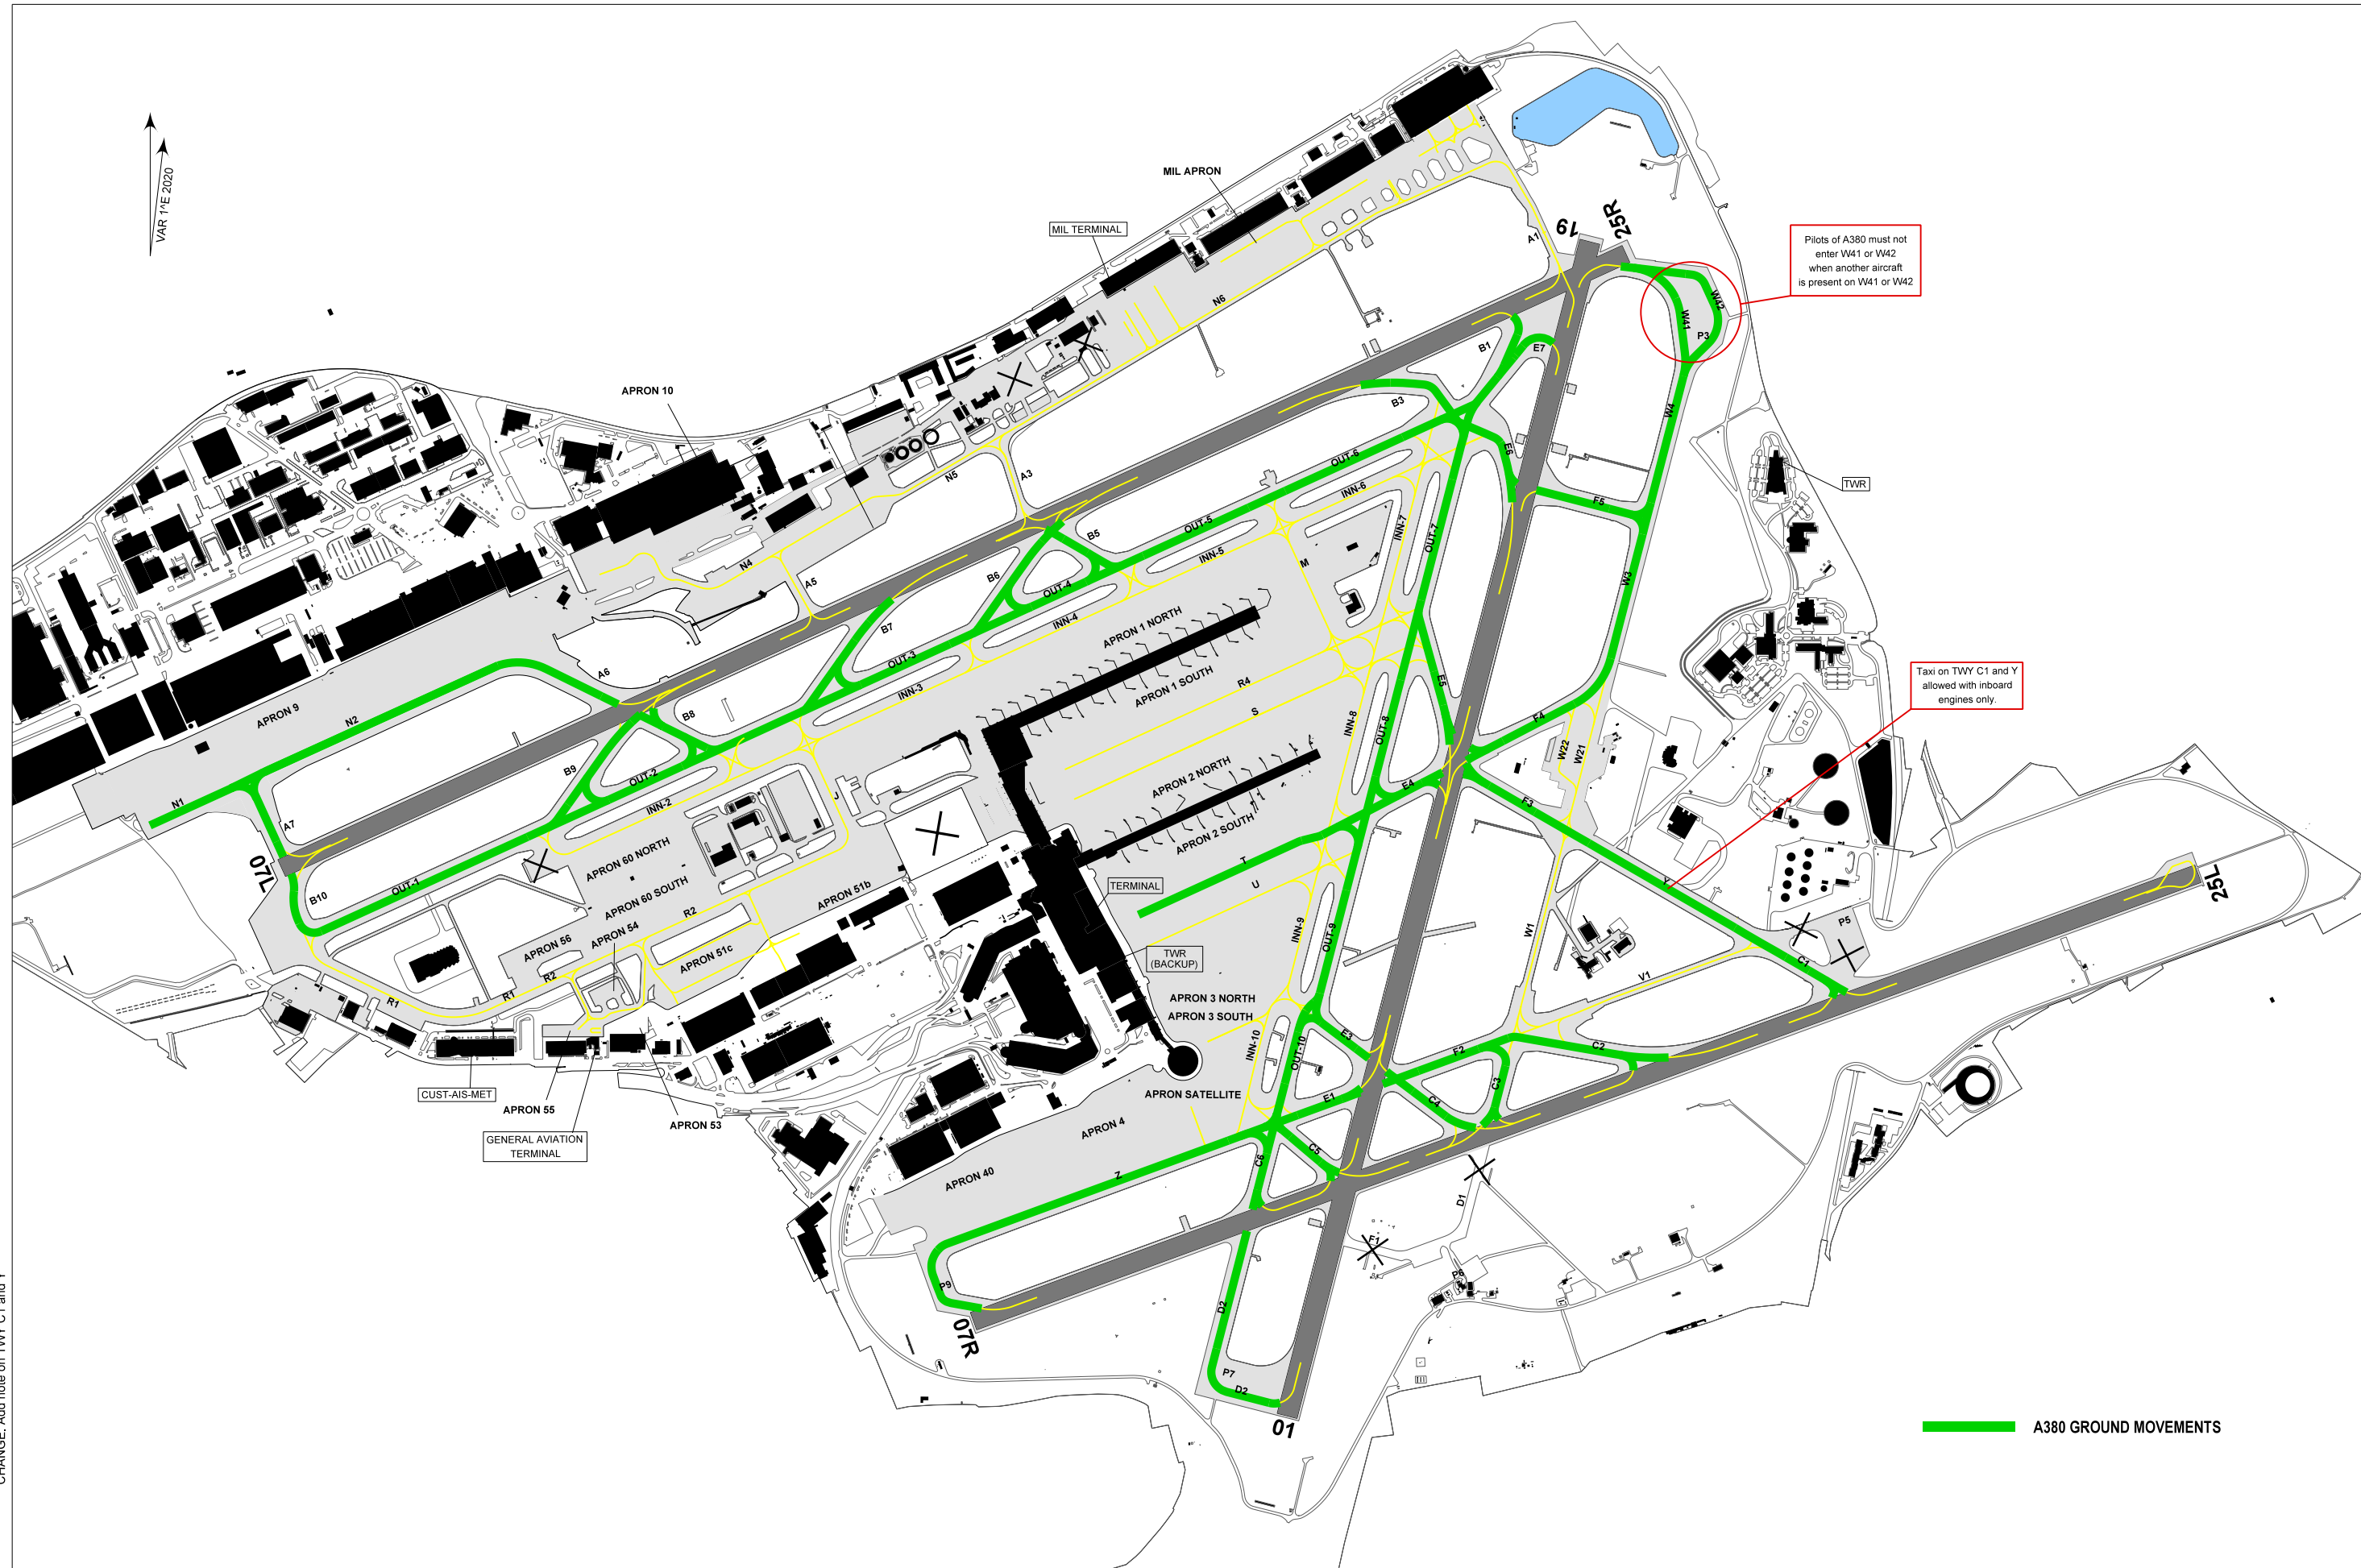 VAR 1^E 2020
MIL APRON
MIL TERMINAL
19
25R
A1
N6
Pilots of A380 must not
enter W41 or W42
when another aircraft
is present on W41 or W42
W42
W41
P3
B1
E7
APRON 10
B3
W4
E6
OUT-6
N5
A3
INN-6
F5
TWR
OUT-5
B5
INN-5
INN-7
OUT-7
N4
A5
B6
OUT-4
M
W3
INN-4
APRON 1 NORTH
B7
OUT-3
APRON 1 SOUTH
R4
E5
A6
INN-3
Taxi on TWY C1 and Y
allowed with inboard
engines only.
APRON 9
N2
B8
S
INN-8
OUT-8
F4
W22
W21
B9
OUT-2
APRON 2 NORTH
E4
N1
INN-2
J
F3
A7
APRON 2 SOUTH
07L
APRON 60 NORTH
T
U
Y
B10
OUT-1
APRON 60 SOUTH
APRON 51b
TERMINAL
25L
R2
APRON 54
P5
APRON 56
INN-9
OUT-9
W1
APRON 51c
TWR
(BACKUP)
C1
V1
R2
R1
R1
APRON 3 NORTH
APRON 3 SOUTH
INN-10
OUT-10
E3
F2
C2
CUST-AIS-MET
APRON 55
C3
APRON SATELLITE
E1
C4
GENERAL AVIATION
TERMINAL
APRON 53
APRON 4
C5
C6
Z
APRON 40
D1
F1
P6
P9
D2
07R
P7
D2
01
A380 GROUND MOVEMENTS
CHANGE: Add note on TWY C1 and Y